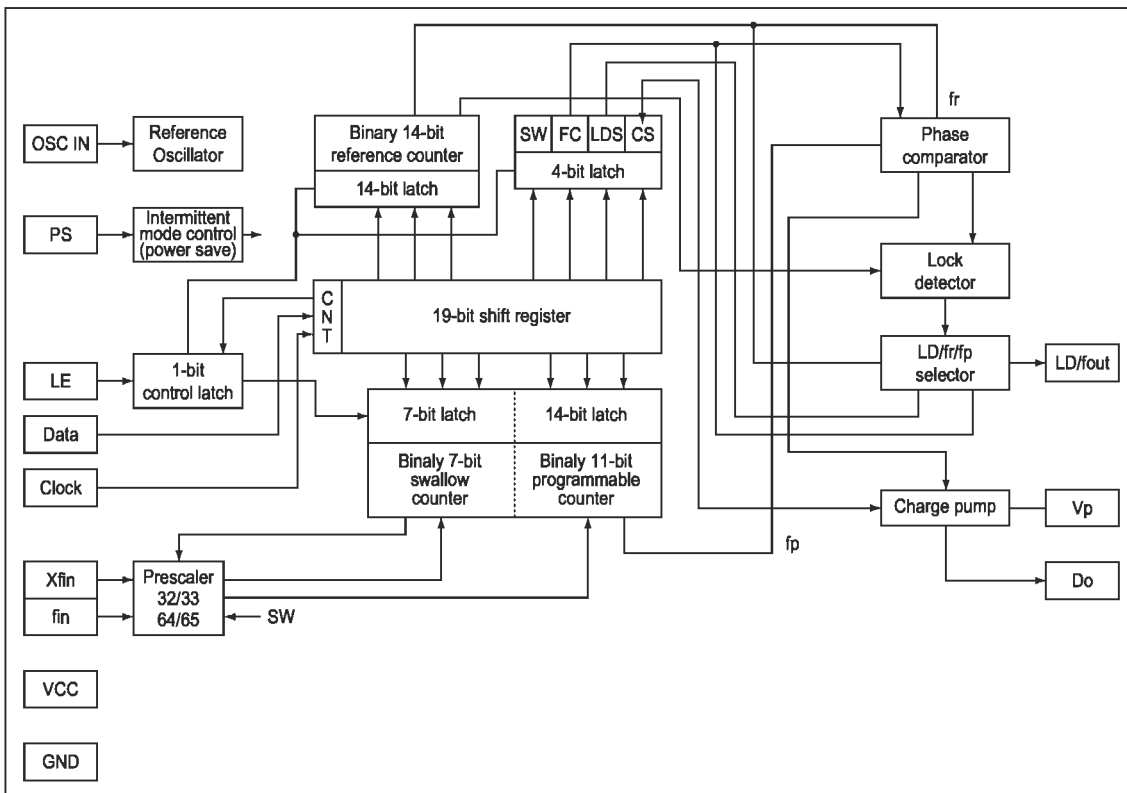 fr
OSC IN
Reference
Oscillator
Binary 14-bit
reference counter
14-bit latch
SW
FC
LDS
CS
4-bit latch
Phase
comparator
PS
Intermittent
mode control
(power save)
Lock
detector
C
N
T
19-bit shift register
LE
1-bit
control latch
LD/fr/fp
selector
LD/fout
Data
7-bit latch
14-bit latch
Clock
Binaly 7-bit
swallow
counter
Binaly 11-bit
programmable
counter
Charge pump
Vp
fp
Xfin
fin
Prescaler
32/33
64/65
SW
Do
VCC
GND